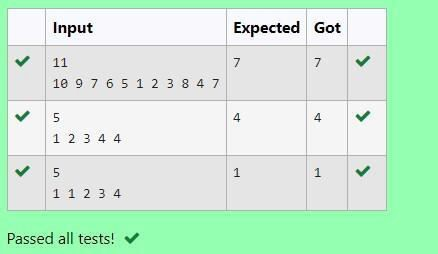 Input Expected Got
11 7 7
10 9 7 6 5 1 2 3 8 4 7
5 4 4
1 2 3 4 4
5 1 1
1 1 2 3 4
Passed all tests!